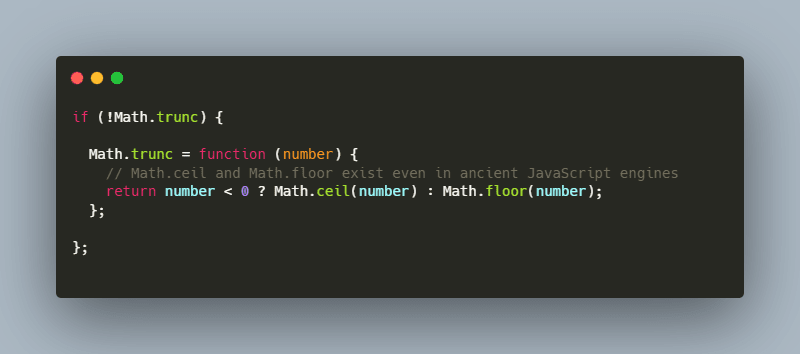 if (!Math.trunc) {
  Math.trunc = function (number) {
    // Math.ceil and Math.floor exist even in ancient JavaScript engines
    return number < 0 ? Math.ceil(number) : Math.floor(number);
  };
};